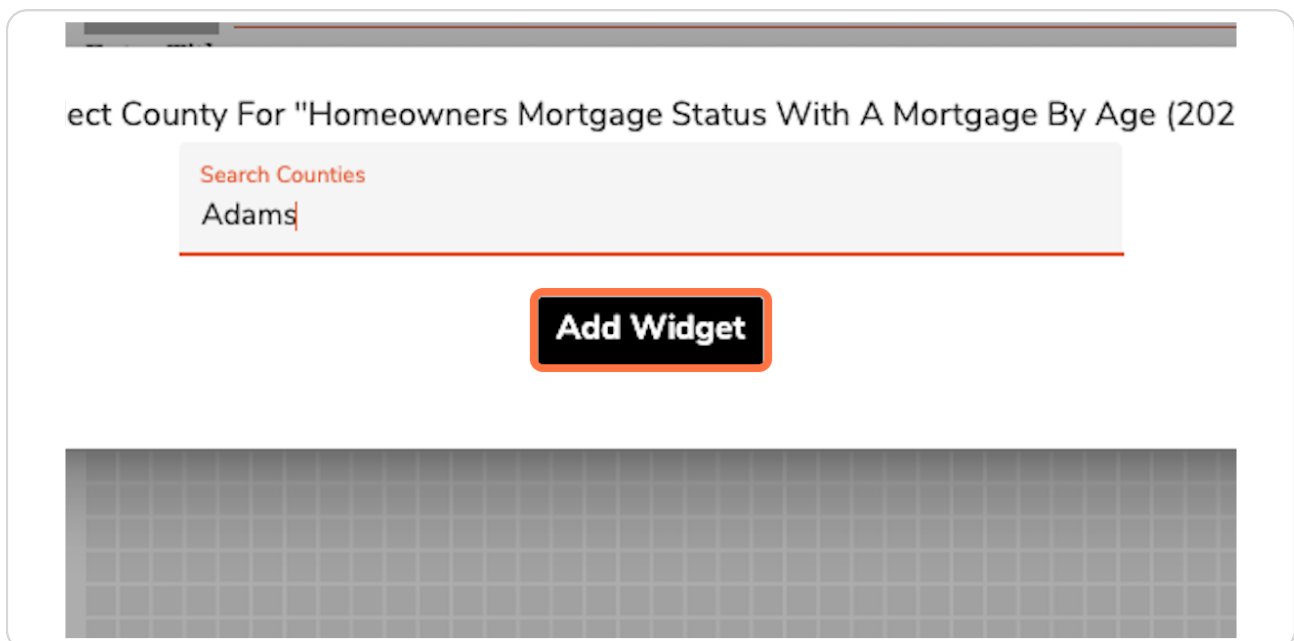 ect County For "Homeowners Mortgage Status With A Mortgage By Age (202
Search Counties
Adams
Add Widget